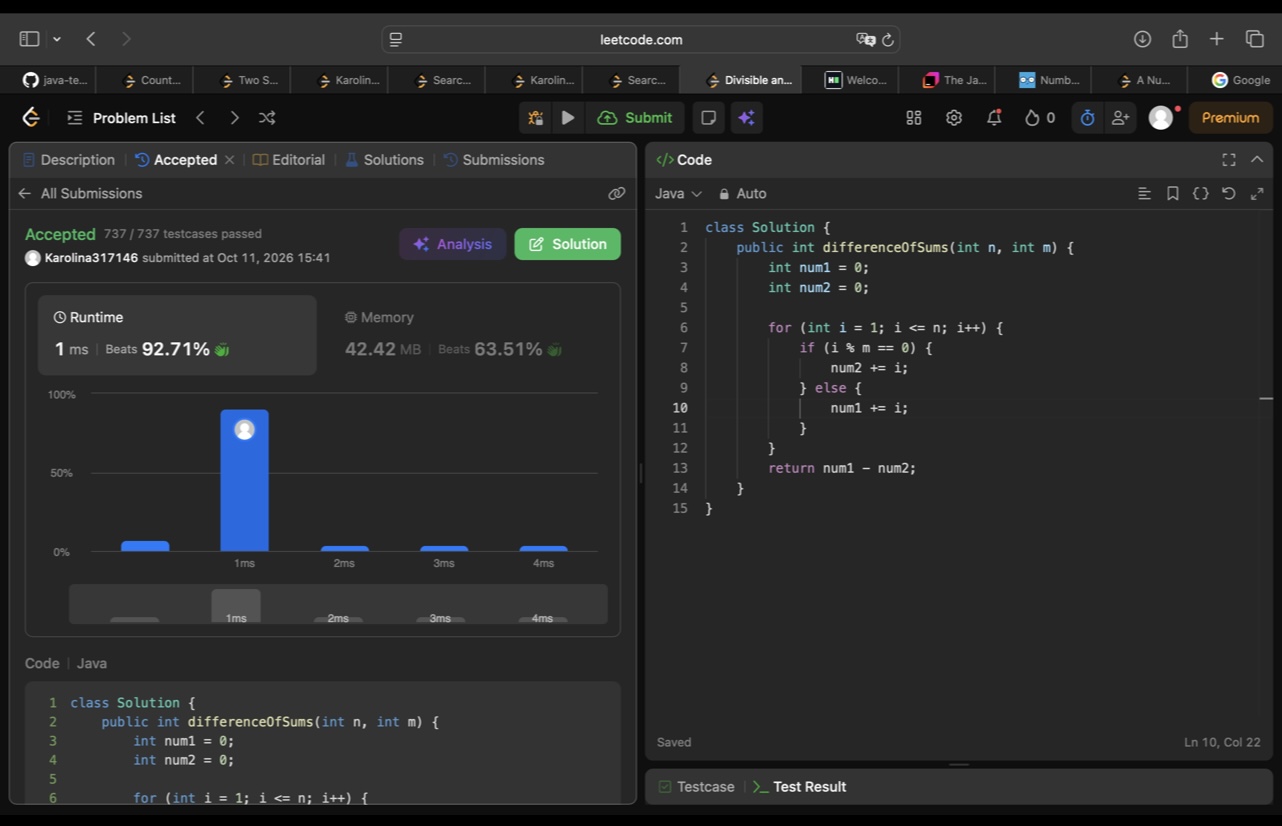 leetcode.com
java-te...
Count...
Two S...
Karolin...
Searc...
Karolin...
Searc...
Divisible an...
Welco...
The Ja...
Numb...
A Nu...
Google
Problem List
Submit
0
Premium
Description
Accepted
Editorial
Solutions
Submissions
All Submissions
Accepted 737 / 737 testcases passed
Karolina317146 submitted at Oct 11, 2026 15:41
Analysis
Solution
Runtime
1 ms Beats 92.71%
Memory
42.42 MB Beats 63.51%
100%
50%
0%
1ms 2ms 3ms 4ms
1ms 2ms 3ms 4ms
Code Java
1 class Solution {
2 public int differenceOfSums(int n, int m) {
3 int num1 = 0;
4 int num2 = 0;
5
6 for (int i = 1; i <= n; i++) {
</> Code
Java Auto
1 class Solution {
2 public int differenceOfSums(int n, int m) {
3 int num1 = 0;
4 int num2 = 0;
5
6 for (int i = 1; i <= n; i++) {
7 if (i % m == 0) {
8 num2 += i;
9 } else {
10 num1 += i;
11 }
12 }
13 return num1 - num2;
14 }
15 }
Saved
Ln 10, Col 22
Testcase
>_ Test Result